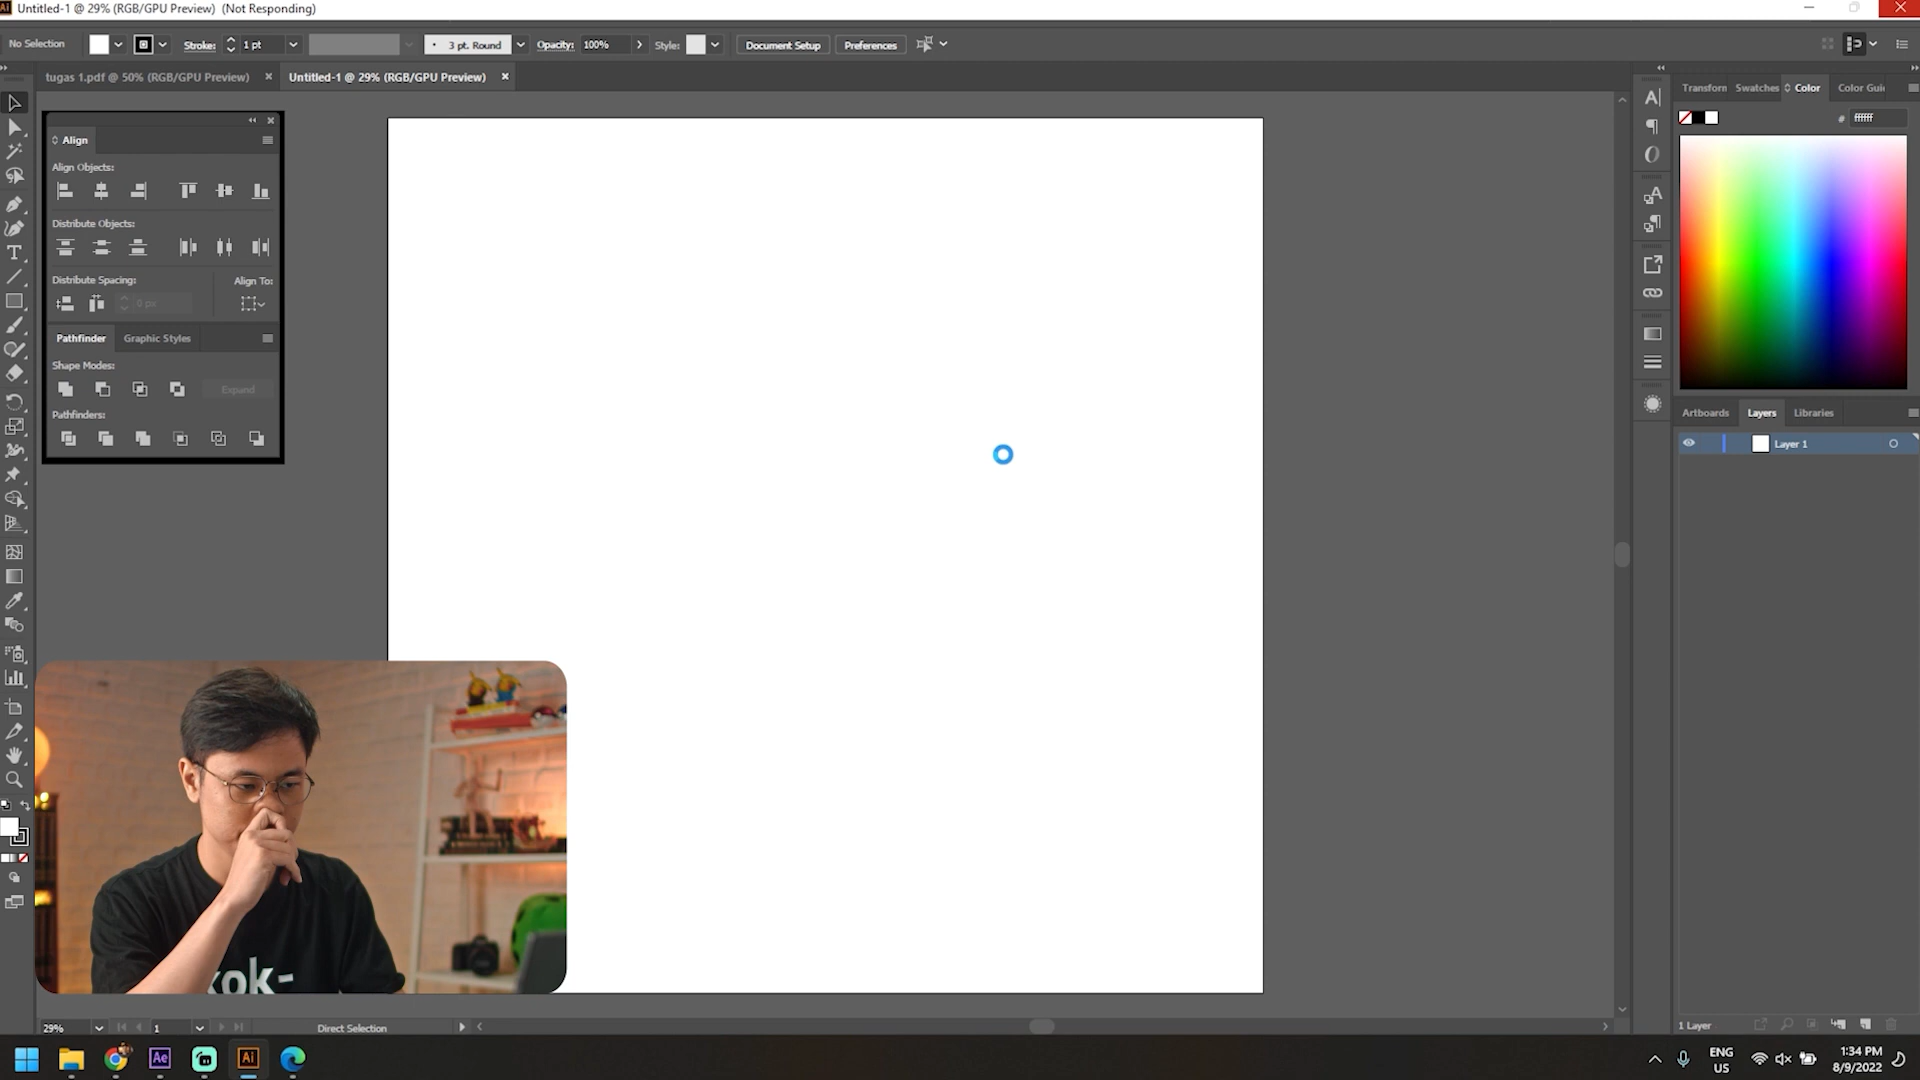 Untitled-1 @ 29% (RGB/GPU Preview) (Not Responding)
No Selection
Stroke:
1 pt
3 pt. Round
Opacity:
100%
Style:
Document Setup
Preferences
tugas 1.pdf @ 50% (RGB/GPU Preview)
Untitled-1 @ 29% (RGB/GPU Preview)
Align
Align Objects:
Distribute Objects:
Distribute Spacing:
Align To:
0 px
Pathfinder
Graphic Styles
Shape Modes:
Expand
Pathfinders:
Transform
Swatches
Color
Color Gui
# ffffff
Artboards
Layers
Libraries
Layer 1
kok-
29%
1
Direct Selection
1 Layer
Ae
Ai
ENG
US
1:34 PM
8/9/2022